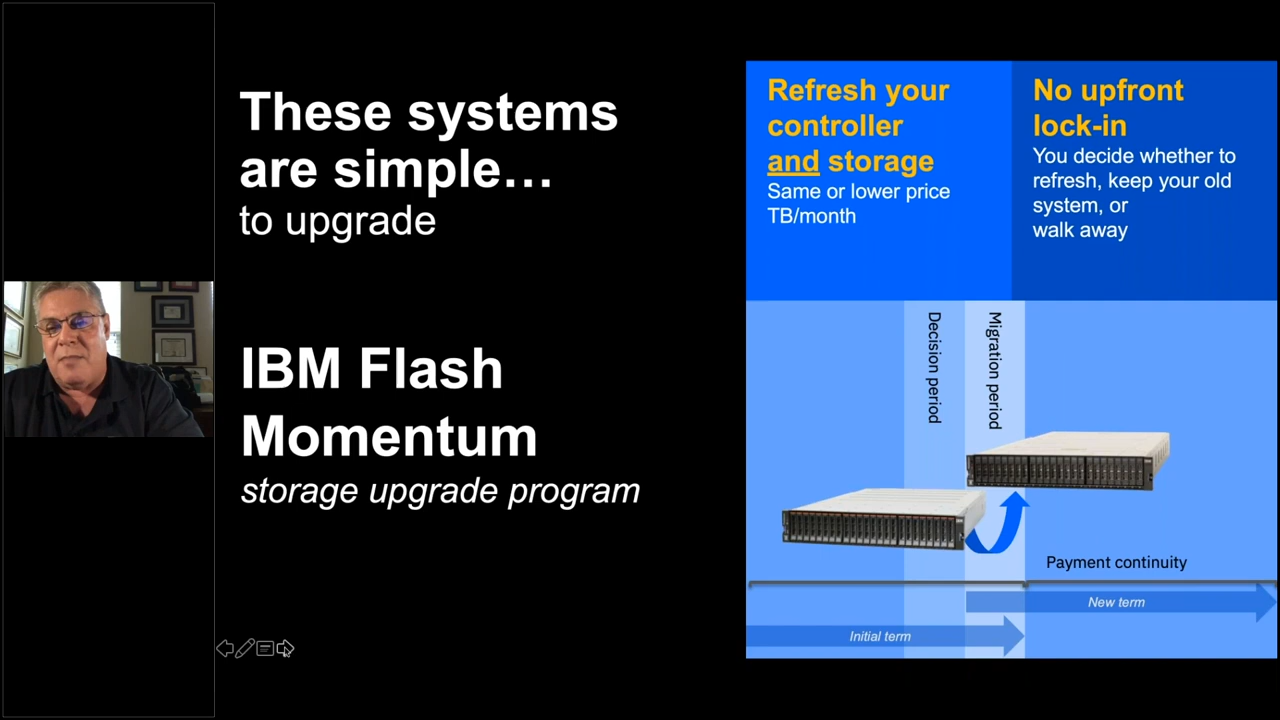 These systems
are simple…
to upgrade
IBM Flash
Momentum
storage upgrade program
Refresh your
controller
and storage
Same or lower price
TB/month
No upfront
lock-in
You decide whether to
refresh, keep your old
system, or
walk away
Decision period
Migration period
Payment continuity
New term
Initial term